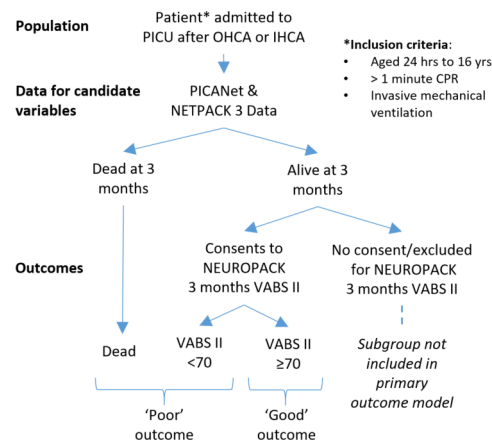 Population
Patient* admitted to
PICU after OHCA or IHCA
*Inclusion criteria:
• Aged 24 hrs to 16 yrs
• > 1 minute CPR
• Invasive mechanical
ventilation
Data for candidate
variables
PICANet &
NETPACK 3 Data
Dead at 3
months
Alive at 3
months
Outcomes
Consents to
NEUROPACK
3 months VABS II
No consent/excluded
for NEUROPACK
3 months VABS II
Dead
VABS II
<70
VABS II
≥70
Subgroup not
included in
primary
outcome model
‘Poor’
outcome
‘Good’
outcome